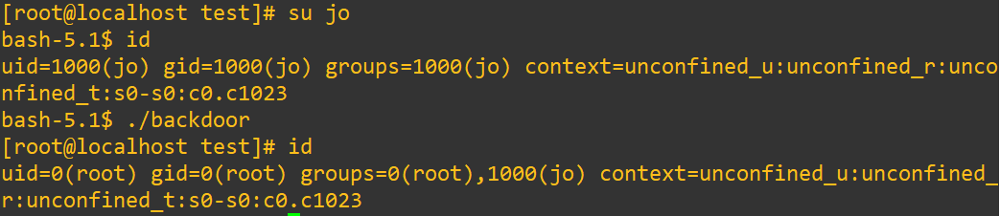 [root@localhost test]# su jo
bash-5.1$ id
uid=1000(jo) gid=1000(jo) groups=1000(jo) context=unconfined_u:unconfined_r:unco
nfined_t:s0-s0:c0.c1023
bash-5.1$ ./backdoor
[root@localhost test]# id
uid=0(root) gid=0(root) groups=0(root),1000(jo) context=unconfined_u:unconfined_
r:unconfined_t:s0-s0:c0.c1023